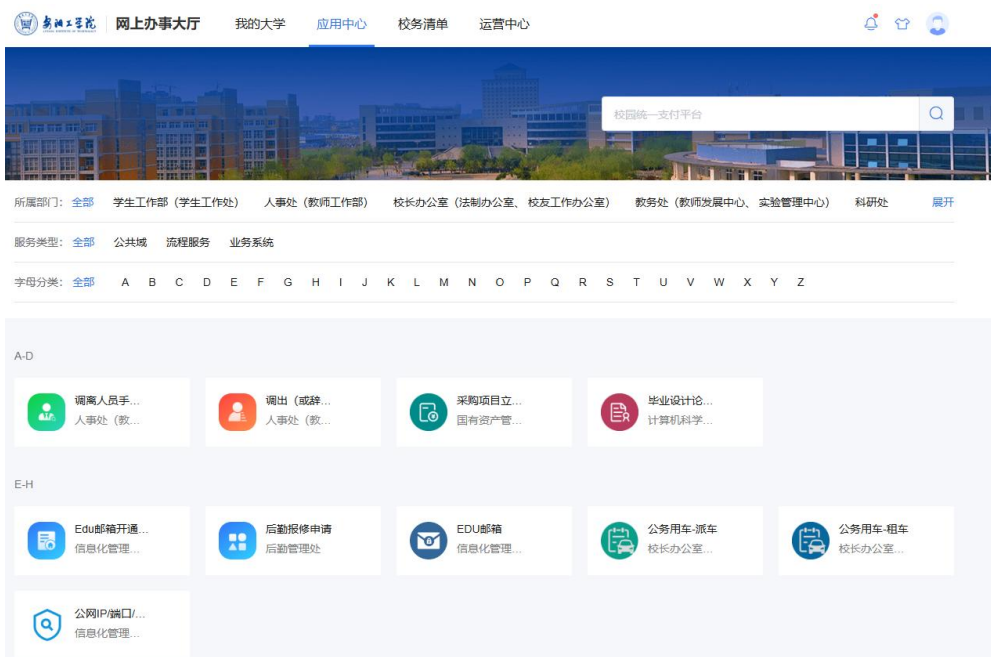 网上办事大厅 我的大学 应用中心 校务清单 运营中心
校园统一支付平台
所属部门: 全部 学生工作部（学生工作处） 人事处（教师工作部） 校长办公室（法制办公室、校友工作办公室） 教务处（教师发展中心、实验管理中心） 科研处 展开
服务类型: 全部 公共域 流程服务 业务系统
字母分类: 全部 A B C D E F G H I J K L M N O P Q R S T U V W X Y Z
A-D
调离人员手... 调出（或辞... 采购项目立... 毕业设计论...
人事处（教... 人事处（教... 国有资产管... 计算机科学...
E-H
Edu邮箱开通... 后勤报修申请 EDU邮箱 公务用车-派车 公务用车-租车
信息化管理... 后勤管理处 信息化管理... 校长办公室... 校长办公室...
公网IP/端口/...
信息化管理...